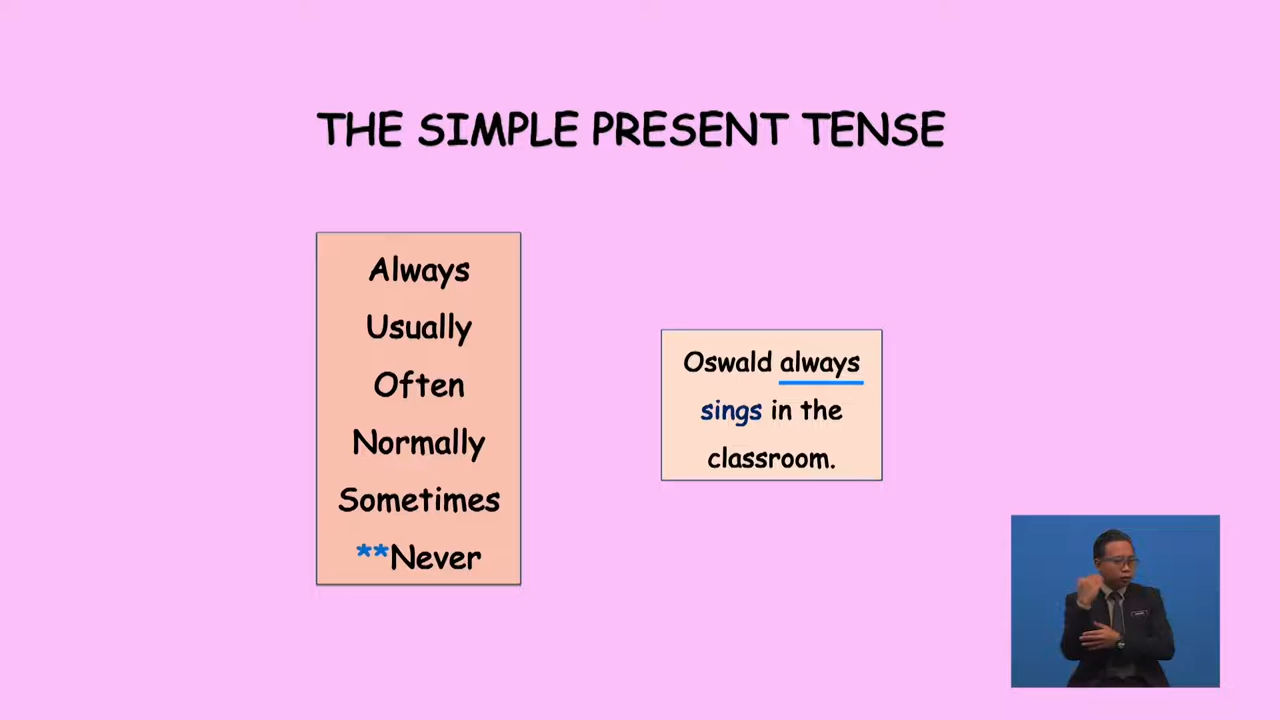 THE SIMPLE PRESENT TENSE
Always
Usually
Often
Normally
Sometimes
**Never
Oswald always
sings in the
classroom.